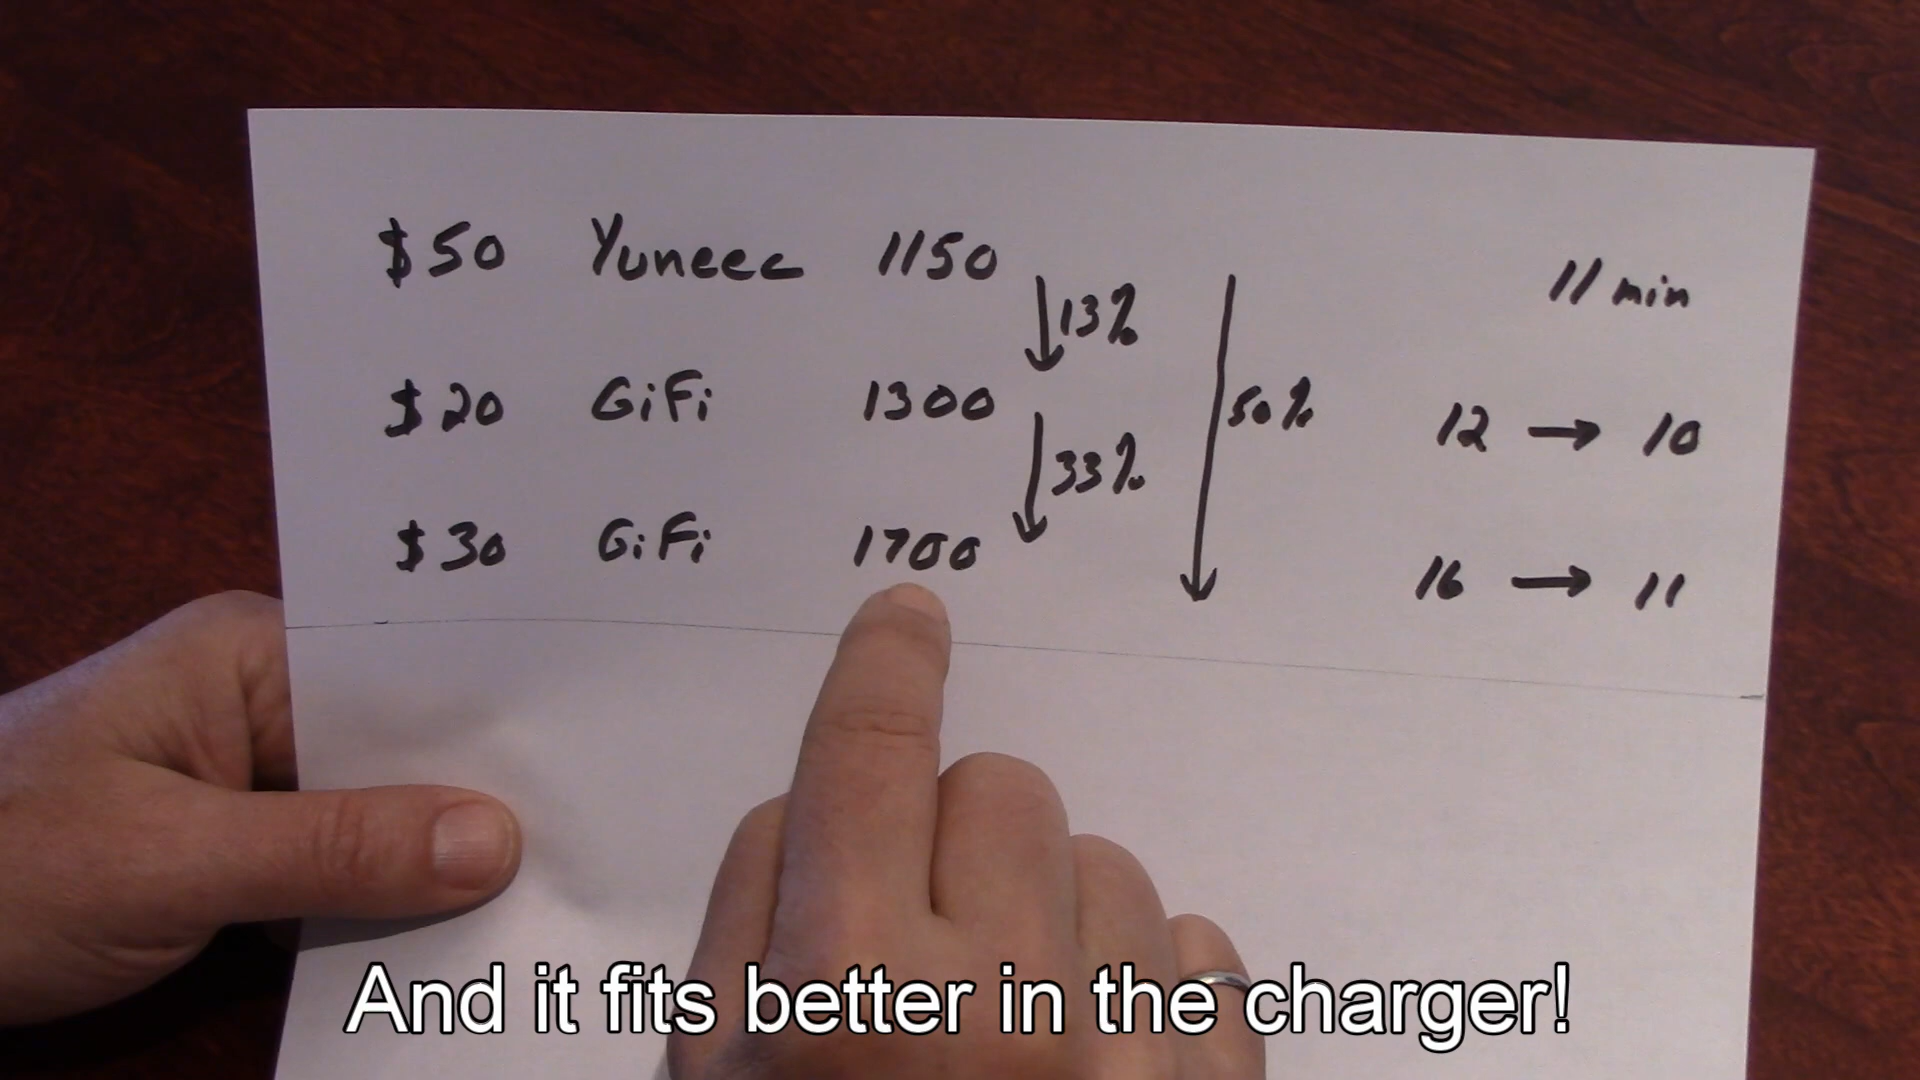 $50 Yuneec 1150 11 min
13%
$20 GiFi 1300 50% 12 → 10
33%
$30 GiFi 1700 16 → 11
And it fits better in the charger!